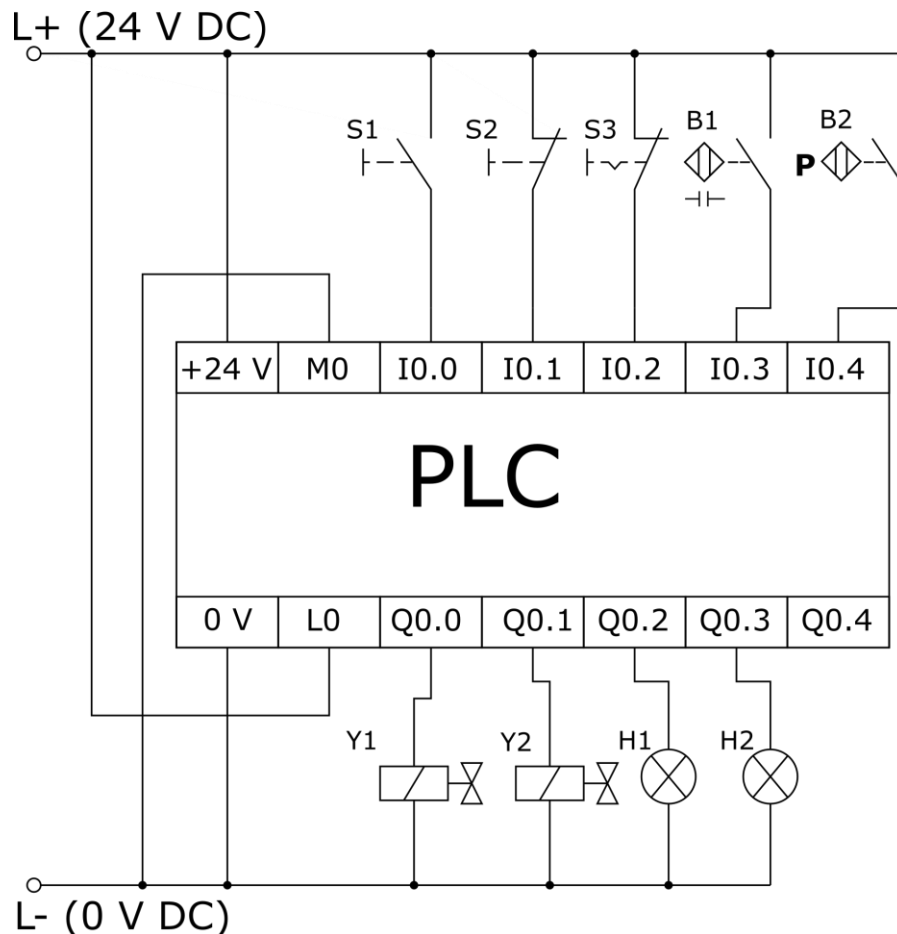 L+ (24 V DC)
S1 S2 S3 B1 B2
P
+24 V M0 I0.0 I0.1 I0.2 I0.3 I0.4
PLC
0 V L0 Q0.0 Q0.1 Q0.2 Q0.3 Q0.4
Y1 Y2 H1 H2
L- (0 V DC)